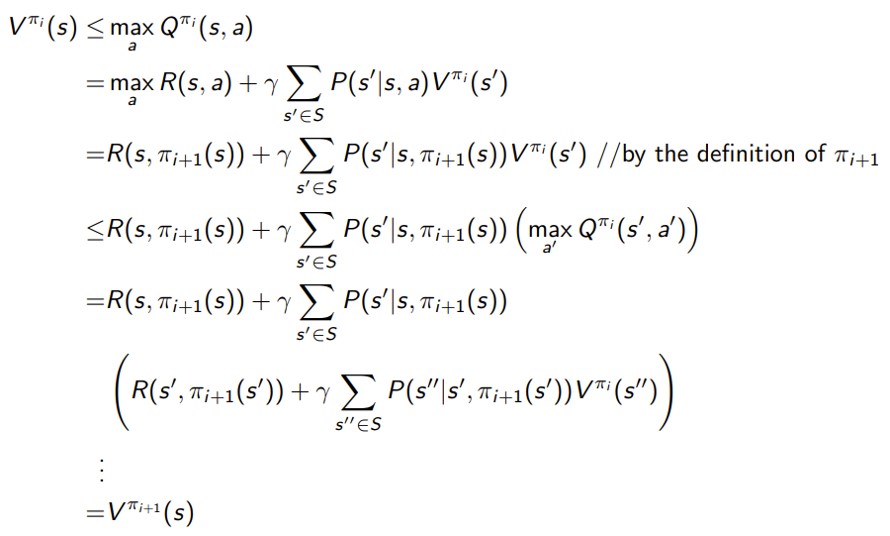 V^{π_i}(s) ≤ max_a Q^{π_i}(s, a)
= max_a R(s, a) + γ ∑_{s′∈S} P(s′|s, a)V^{π_i}(s′)
=R(s, π_{i+1}(s)) + γ ∑_{s′∈S} P(s′|s, π_{i+1}(s))V^{π_i}(s′) //by the definition of π_{i+1}
≤R(s, π_{i+1}(s)) + γ ∑_{s′∈S} P(s′|s, π_{i+1}(s)) (max_{a′} Q^{π_i}(s′, a′))
=R(s, π_{i+1}(s)) + γ ∑_{s′∈S} P(s′|s, π_{i+1}(s))
(R(s′, π_{i+1}(s′)) + γ ∑_{s″∈S} P(s″|s′, π_{i+1}(s′))V^{π_i}(s″))
⋮
=V^{π_{i+1}}(s)